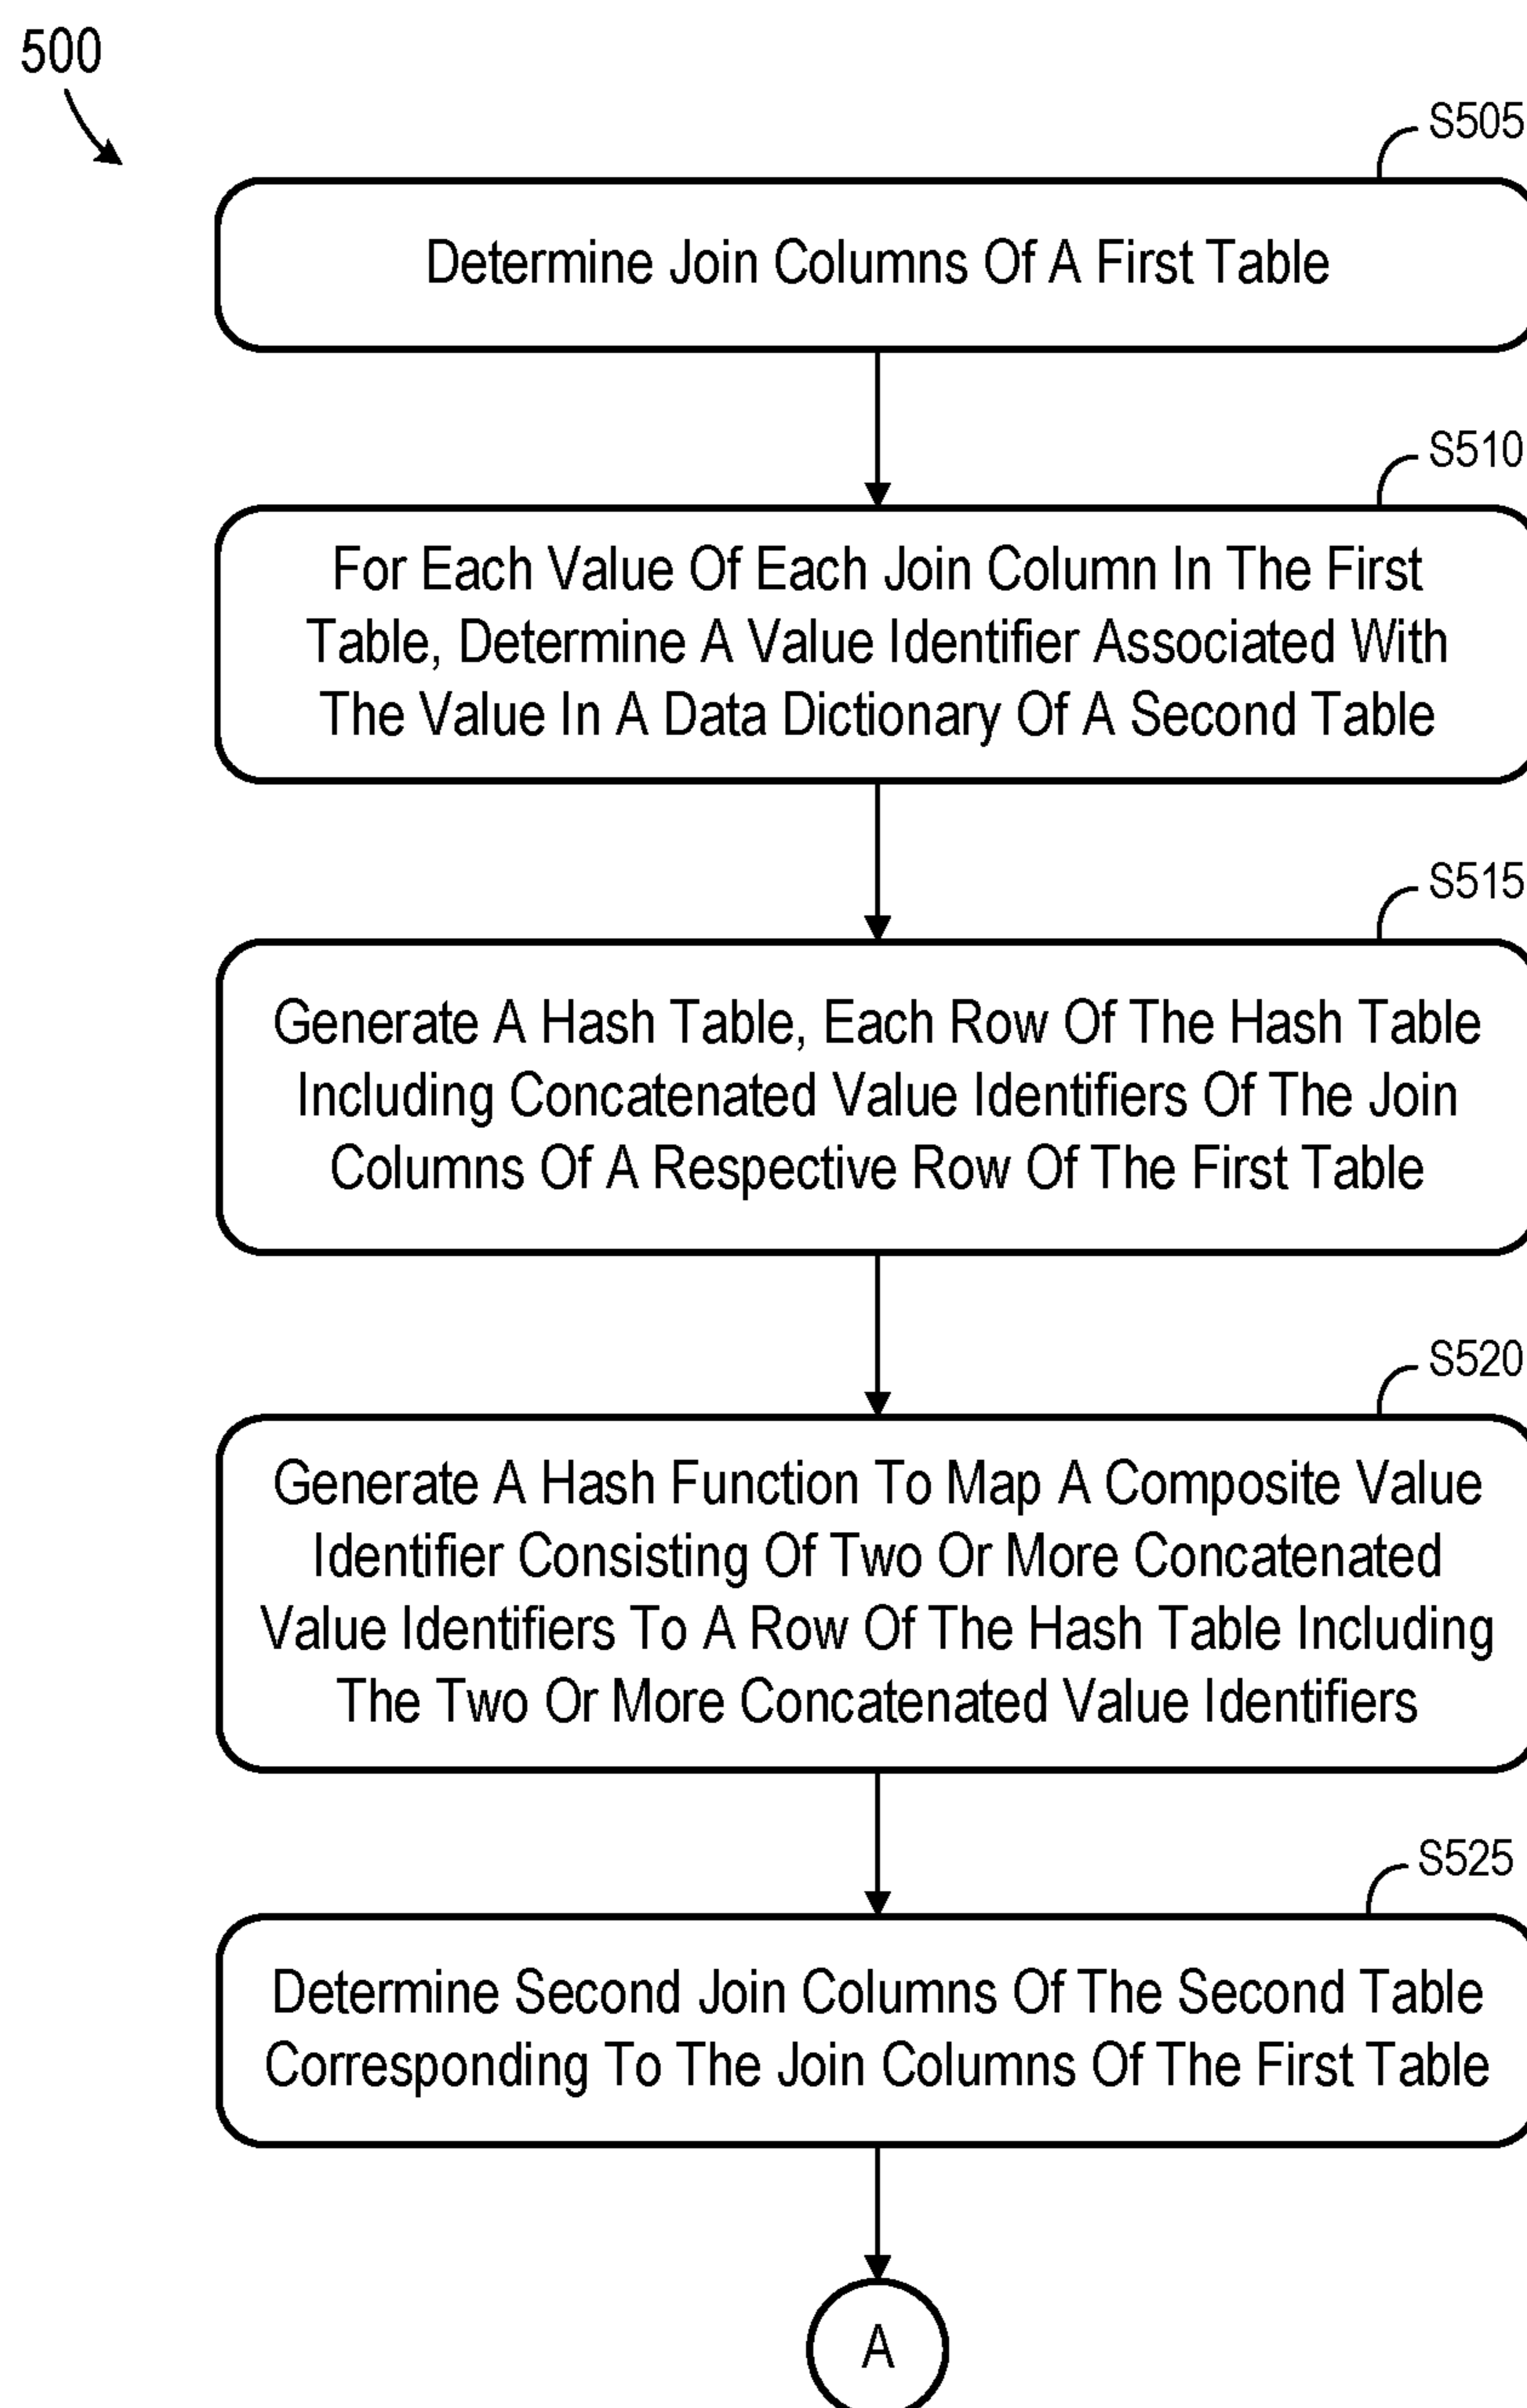 500
S505
Determine Join Columns Of A First Table
S510
For Each Value Of Each Join Column In The First
Table, Determine A Value Identifier Associated With
The Value In A Data Dictionary Of A Second Table
S515
Generate A Hash Table, Each Row Of The Hash Table
Including Concatenated Value Identifiers Of The Join
Columns Of A Respective Row Of The First Table
S520
Generate A Hash Function To Map A Composite Value
Identifier Consisting Of Two Or More Concatenated
Value Identifiers To A Row Of The Hash Table Including
The Two Or More Concatenated Value Identifiers
S525
Determine Second Join Columns Of The Second Table
Corresponding To The Join Columns Of The First Table
A